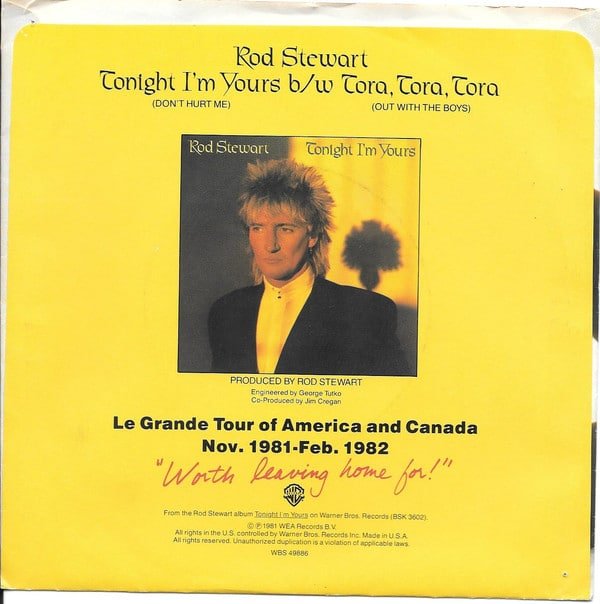 Rod Stewart
Tonight I'm Yours b/w Tora, Tora, Tora
(DON'T HURT ME) (OUT WITH THE BOYS)
Rod Stewart Tonight I'm Yours
PRODUCED BY ROD STEWART
Engineered by George Tutko
Co-Produced by Jim Cregan
Le Grande Tour of America and Canada
Nov. 1981-Feb. 1982
"Worth leaving home for!"
From the Rod Stewart album Tonight I'm Yours on Warner Bros. Records (BSK 3602).
© ℗ 1981 WEA Records B.V.
All rights in the U.S. controlled by Warner Bros. Records Inc. Made in U.S.A.
All rights reserved. Unauthorized duplication is a violation of applicable laws.
WBS 49886